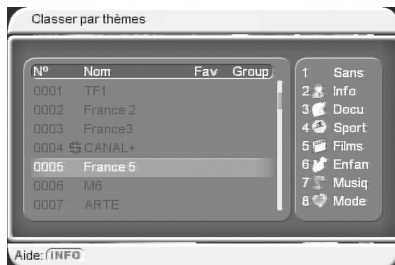 Classer par thèmes
Nº Nom Fav Group
0001 TF1
0002 France 2
0003 France3
0004 CANAL+
0005 France 5
0006 M6
0007 ARTE
1 Sans
2 Info
3 Docu
4 Sport
5 Films
6 Enfan
7 Musiq
8 Mode
Aide: INFO